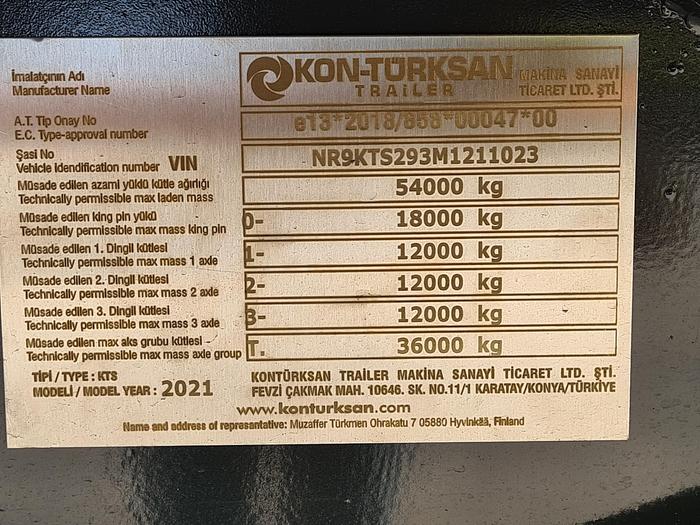 İmalatçının Adı
Manufacturer Name
KON-TÜRKSAN
TRAiLER
MAKİNA SANAYİ
TİCARET LTD. ŞTİ.
A.T. Tip Onay No
E.C. Type-approval number
e13*2018/858*00047*00
Şasi No
Vehicle identification number VIN
NR9KTS293M1211023
Müsade edilen azami yüklü kütle ağırlığı
Technically permissible max laden mass
54000 kg
Müsade edilen king pin yükü
Technically permissible max mass king pin
0- 18000 kg
Müsade edilen 1. Dingil kütlesi
Technically permissible max mass 1 axle
1- 12000 kg
Müsade edilen 2. Dingil kütlesi
Technically permissible max mass 2 axle
2- 12000 kg
Müsade edilen 3. Dingil kütlesi
Technically permissible max mass 3 axle
3- 12000 kg
Müsade edilen max aks grubu kütlesi
Technically permissible max mass axle group
T. 36000 kg
TİPİ / TYPE : KTS
MODELİ / MODEL YEAR : 2021
KONTÜRKSAN TRAİLER MAKİNA SANAYİ TİCARET LTD. ŞTİ.
FEVZİ ÇAKMAK MAH. 10646. SK. NO.11/1 KARATAY/KONYA/TÜRKİYE
www.konturksan.com
Name and address of representative: Muzaffer Türkmen Ohrakatu 7 05880 Hyvinkää, Finland